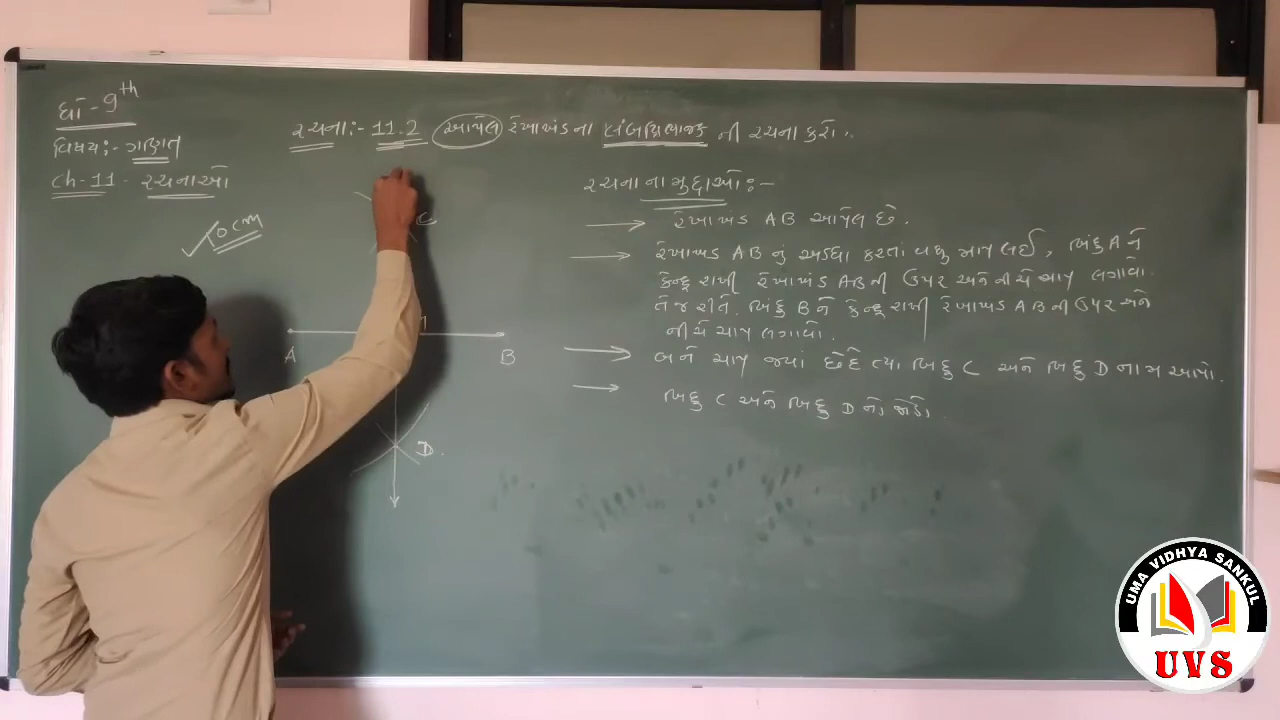 ધો - 9th
વિષય:- ગણિત
Ch-11 - રચનાઓ
10 cm
રચના:- 11.2 આપેલ રેખાખંડના લંબદ્વિભાજક ની રચના કરો.
રચનાના મુદ્દાઓ:-
→ રેખાખંડ AB આપેલ છે.
→ રેખાખંડ AB નું અડધા કરતાં વધુ માપ લઈ, બિંદુ A ને
કેન્દ્ર રાખી રેખાખંડ AB ની ઉપર અને નીચે ચાપ લગાવો.
તે જ રીતે બિંદુ B ને કેન્દ્ર રાખી રેખાખંડ AB ની ઉપર અને
નીચે ચાપ લગાવો.
→ બંને ચાપ જ્યાં છેદે ત્યા બિંદુ C અને બિંદુ D નામ આપો.
→ બિંદુ C અને બિંદુ D ને જોડો.
C
A
B
D.
UMA VIDHYA SANKUL
UVS